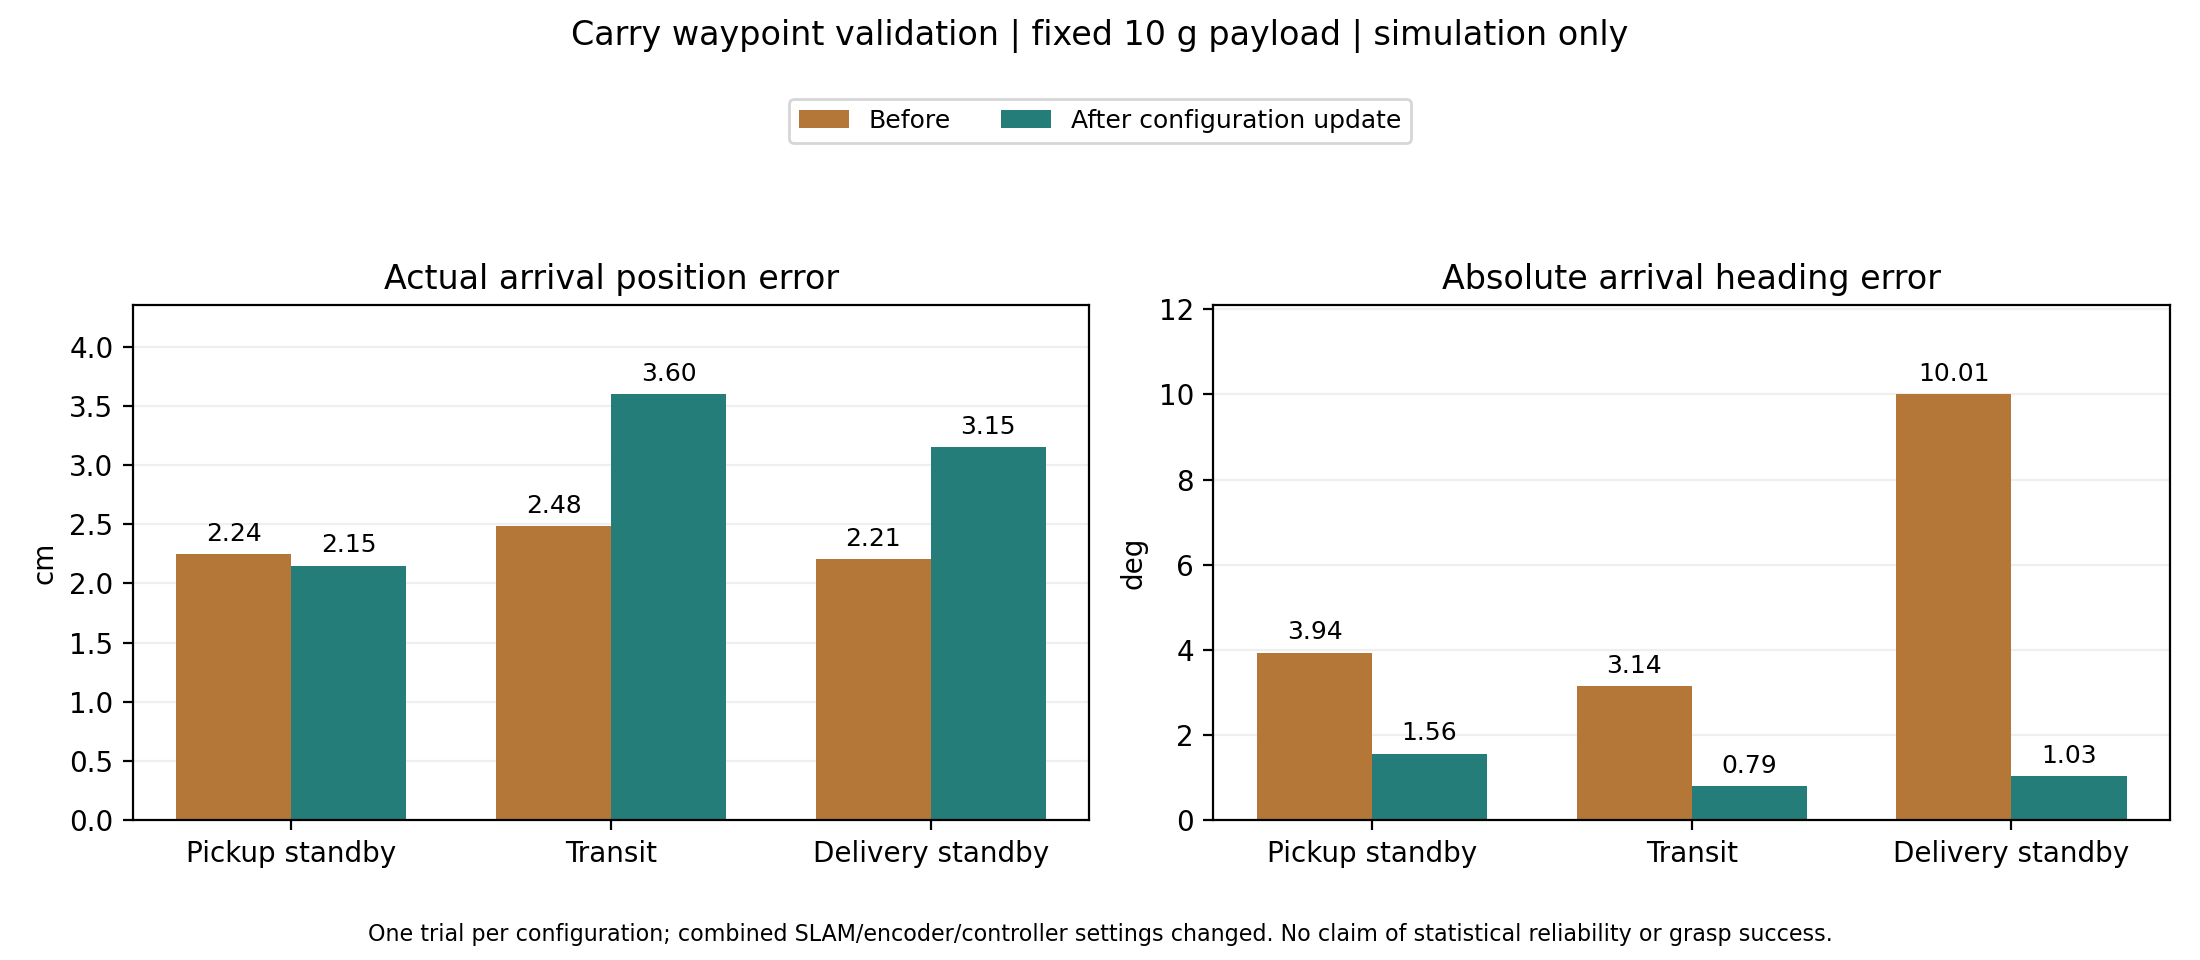 Carry waypoint validation | fixed 10 g payload | simulation only
Before
After configuration update
Actual arrival position error
cm
4.0
3.5
3.0
2.5
2.0
1.5
1.0
0.5
0.0
2.24
2.15
2.48
3.60
2.21
3.15
Pickup standby
Transit
Delivery standby
Absolute arrival heading error
deg
12
10
8
6
4
2
0
3.94
1.56
3.14
0.79
10.01
1.03
Pickup standby
Transit
Delivery standby
One trial per configuration; combined SLAM/encoder/controller settings changed. No claim of statistical reliability or grasp success.